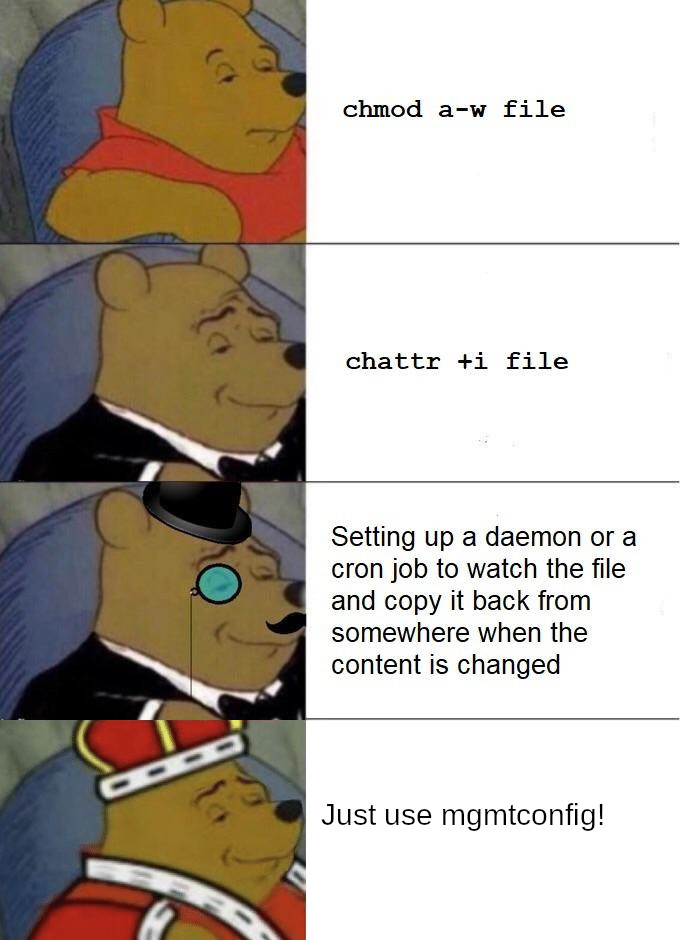 chmod a-w file
chattr +i file
Setting up a daemon or a
cron job to watch the file
and copy it back from
somewhere when the
content is changed
Just use mgmtconfig!